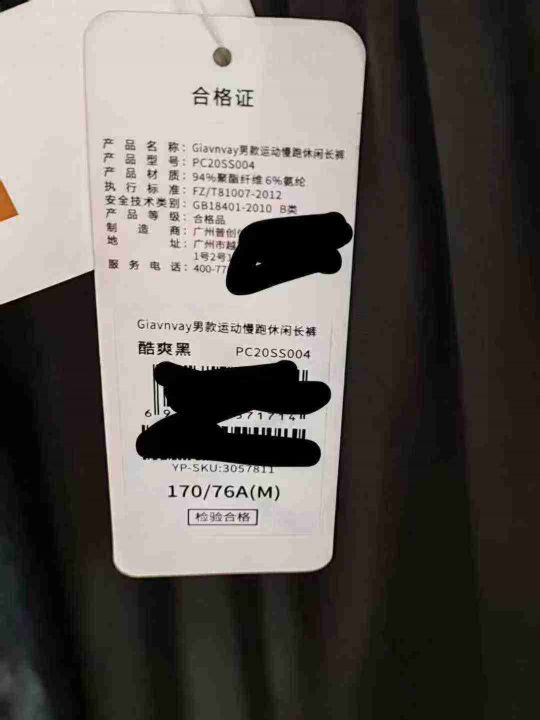 合格证
产品名称：Giavnvay男款运动慢跑休闲长裤
产品型号：PC20SS004
产品材质：94%聚酯纤维 6%氨纶
执行标准：FZ/T81007-2012
安全技术类别：GB18401-2010 B类
产品等级：合格品
制造商：广州普创
地址：广州市越
1号2号
服务电话：400-77
Giavnvay男款运动慢跑休闲长裤
酷爽黑 PC20SS004
6 9 571714
YP-SKU:3057811
170/76A(M)
检验合格